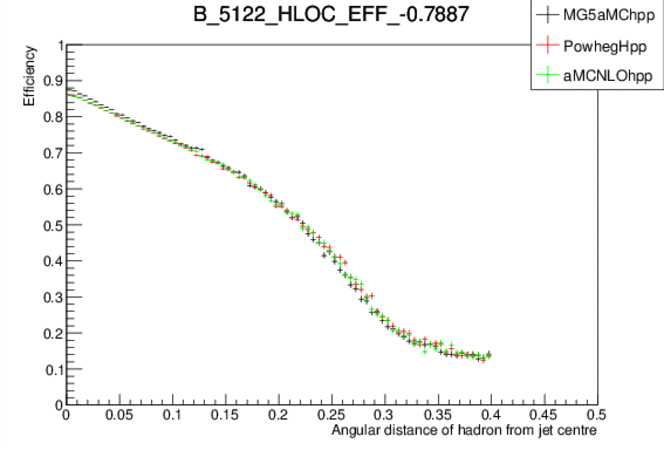 B_5122_HLOC_EFF_-0.7887
MG5aMChpp
PowhegHpp
aMCNLOhpp
Efficiency
1
0.9
0.8
0.7
0.6
0.5
0.4
0.3
0.2
0.1
0
0 0.05 0.1 0.15 0.2 0.25 0.3 0.35 0.4 0.45 0.5
Angular distance of hadron from jet centre